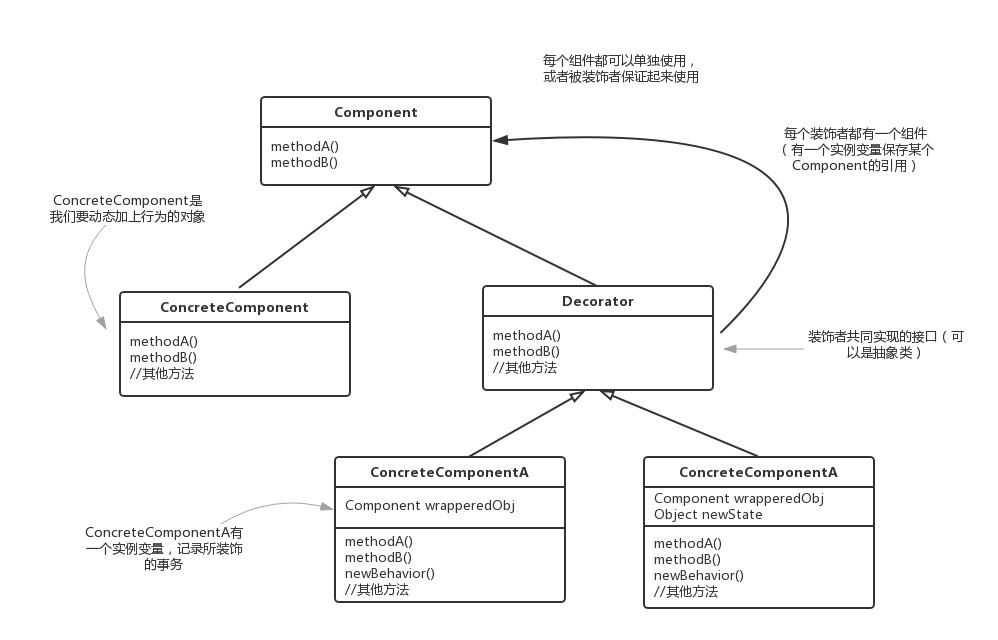 每个组件都可以单独使用，
或者被装饰者保证起来使用
Component
methodA()
methodB()
每个装饰者都有一个组件
（有一个实例变量保存某个
Component的引用）
ConcreteComponent是
我们要动态加上行为的对象
ConcreteComponent
methodA()
methodB()
//其他方法
Decorator
methodA()
methodB()
//其他方法
装饰者共同实现的接口（可
以是抽象类）
ConcreteComponentA
Component wrapperedObj
methodA()
methodB()
newBehavior()
//其他方法
ConcreteComponentA
Component wrapperedObj
Object newState
methodA()
methodB()
newBehavior()
//其他方法
ConcreteComponentA有
一个实例变量，记录所装饰
的事务